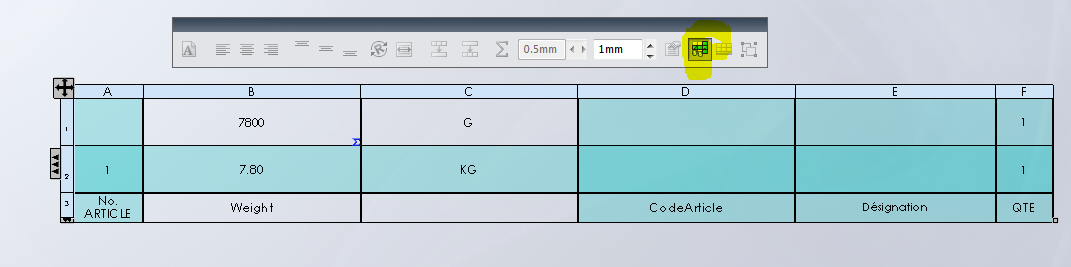 A
Σ 0.5mm 1mm
A B C D E F
1 7800 G 1
Σ
2 1 7.80 KG 1
3 No. ARTICLE Weight CodeArticle Désignation QTE